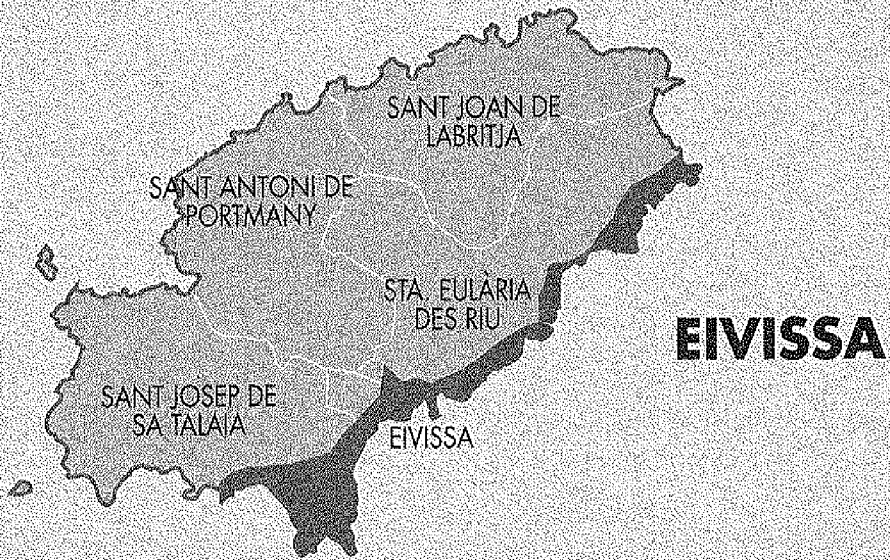 SANT JOAN DE
LABRITJA
SANT ANTONI DE
PORTMANY
STA. EULÀRIA
DES RIU
EIVISSA
SANT JOSEP DE
SA TALAIA
EIVISSA